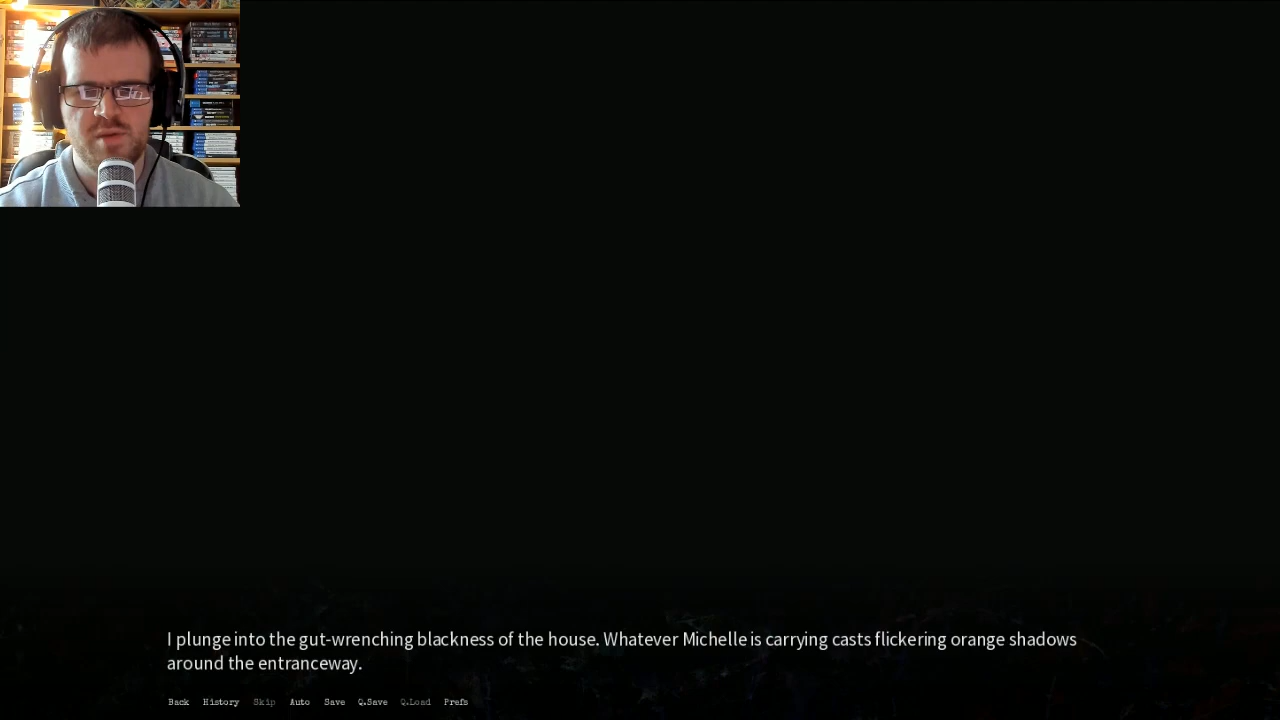 I plunge into the gut-wrenching blackness of the house. Whatever Michelle is carrying casts flickering orange shadows
around the entranceway.
Back History Skip Auto Save Q.Save Q.Load Prefs